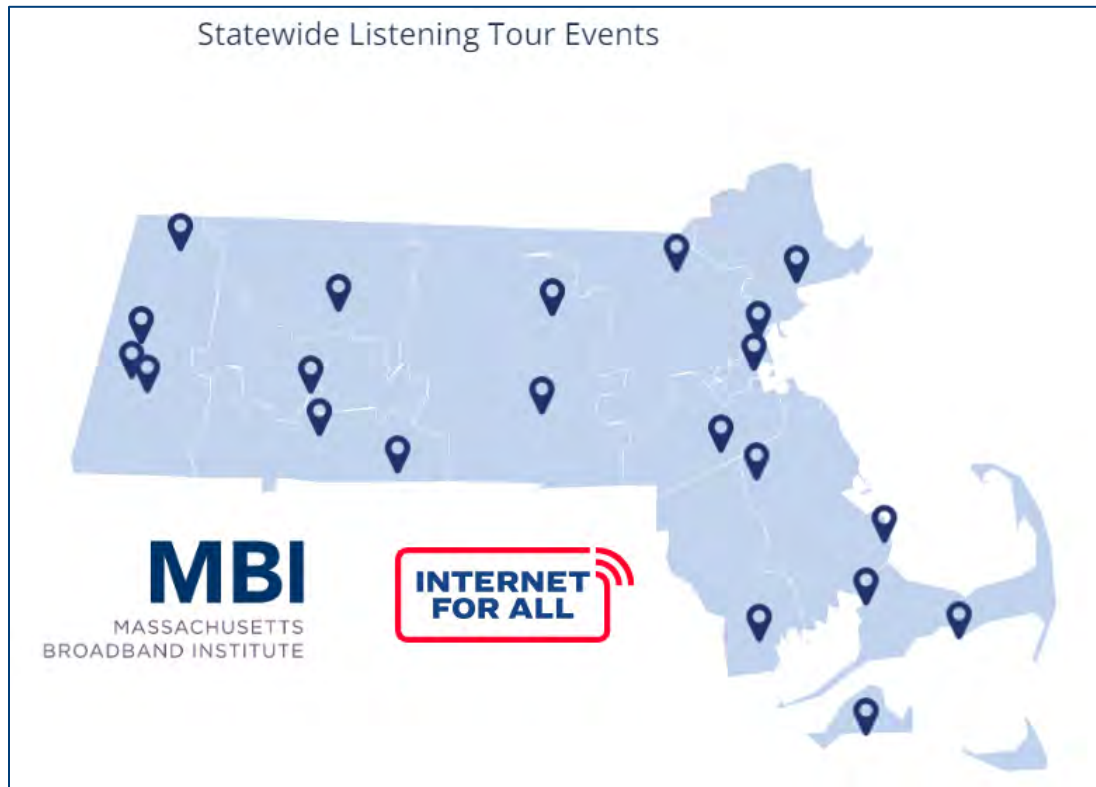 Statewide Listening Tour Events
MBI
MASSACHUSETTS
BROADBAND INSTITUTE
INTERNET
FOR ALL